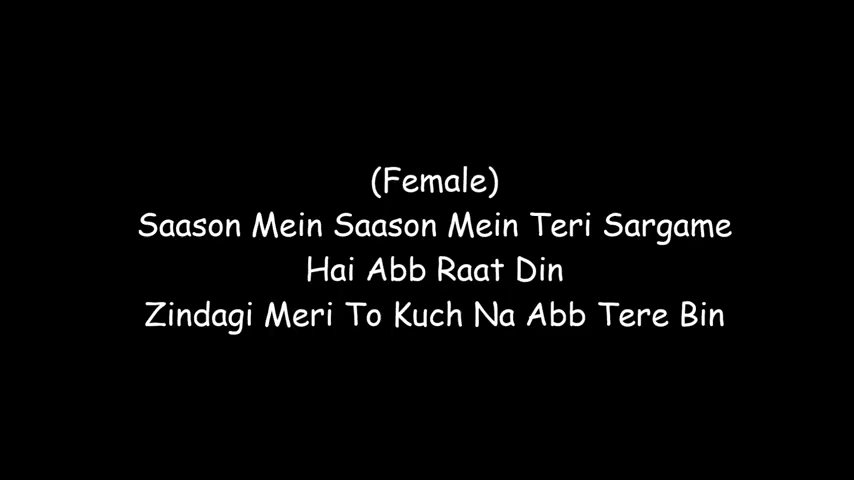 (Female)
Saason Mein Saason Mein Teri Sargame
Hai Abb Raat Din
Zindagi Meri To Kuch Na Abb Tere Bin